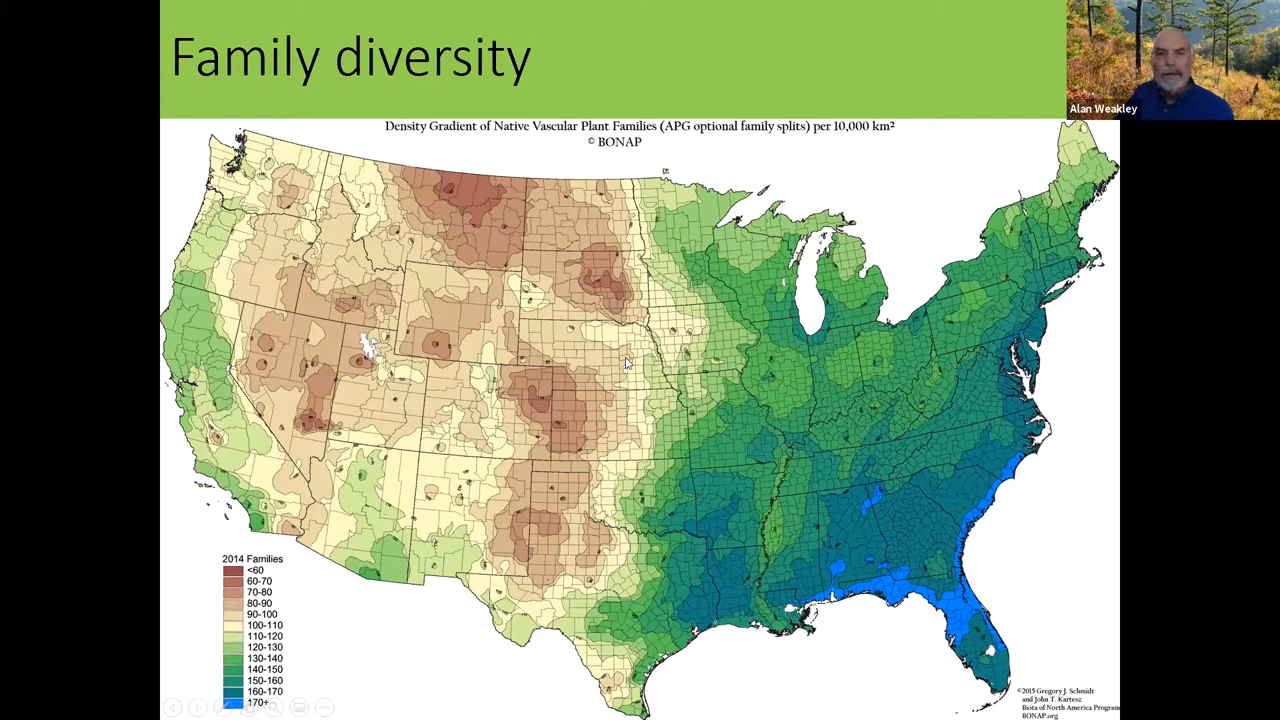 Family diversity
Alan Weakley
Density Gradient of Native Vascular Plant Families (APG optional family splits) per 10,000 km²
© BONAP
2014 Families
<60
60-70
70-80
80-90
90-100
100-110
110-120
120-130
130-140
140-150
150-160
160-170
170+
©2015 Gregory J. Schmidt
and John T. Kartesz
Biota of North America Program
BONAP.org